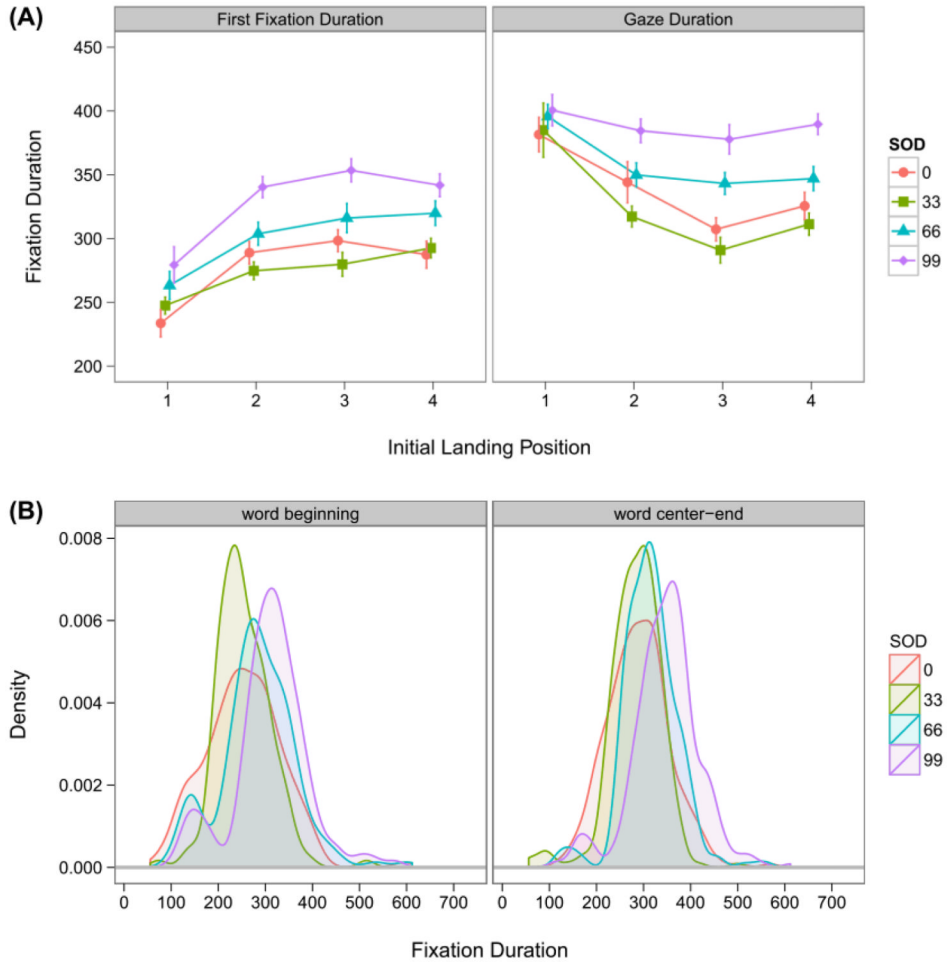 (A)
First Fixation Duration
Gaze Duration
450
400
350
300
250
200
Fixation Duration
1 2 3 4
1 2 3 4
Initial Landing Position
SOD
0
33
66
99
(B)
word beginning
word center−end
0.008
0.006
0.004
0.002
0.000
Density
0 100 200 300 400 500 600 700
0 100 200 300 400 500 600 700
Fixation Duration
SOD
0
33
66
99